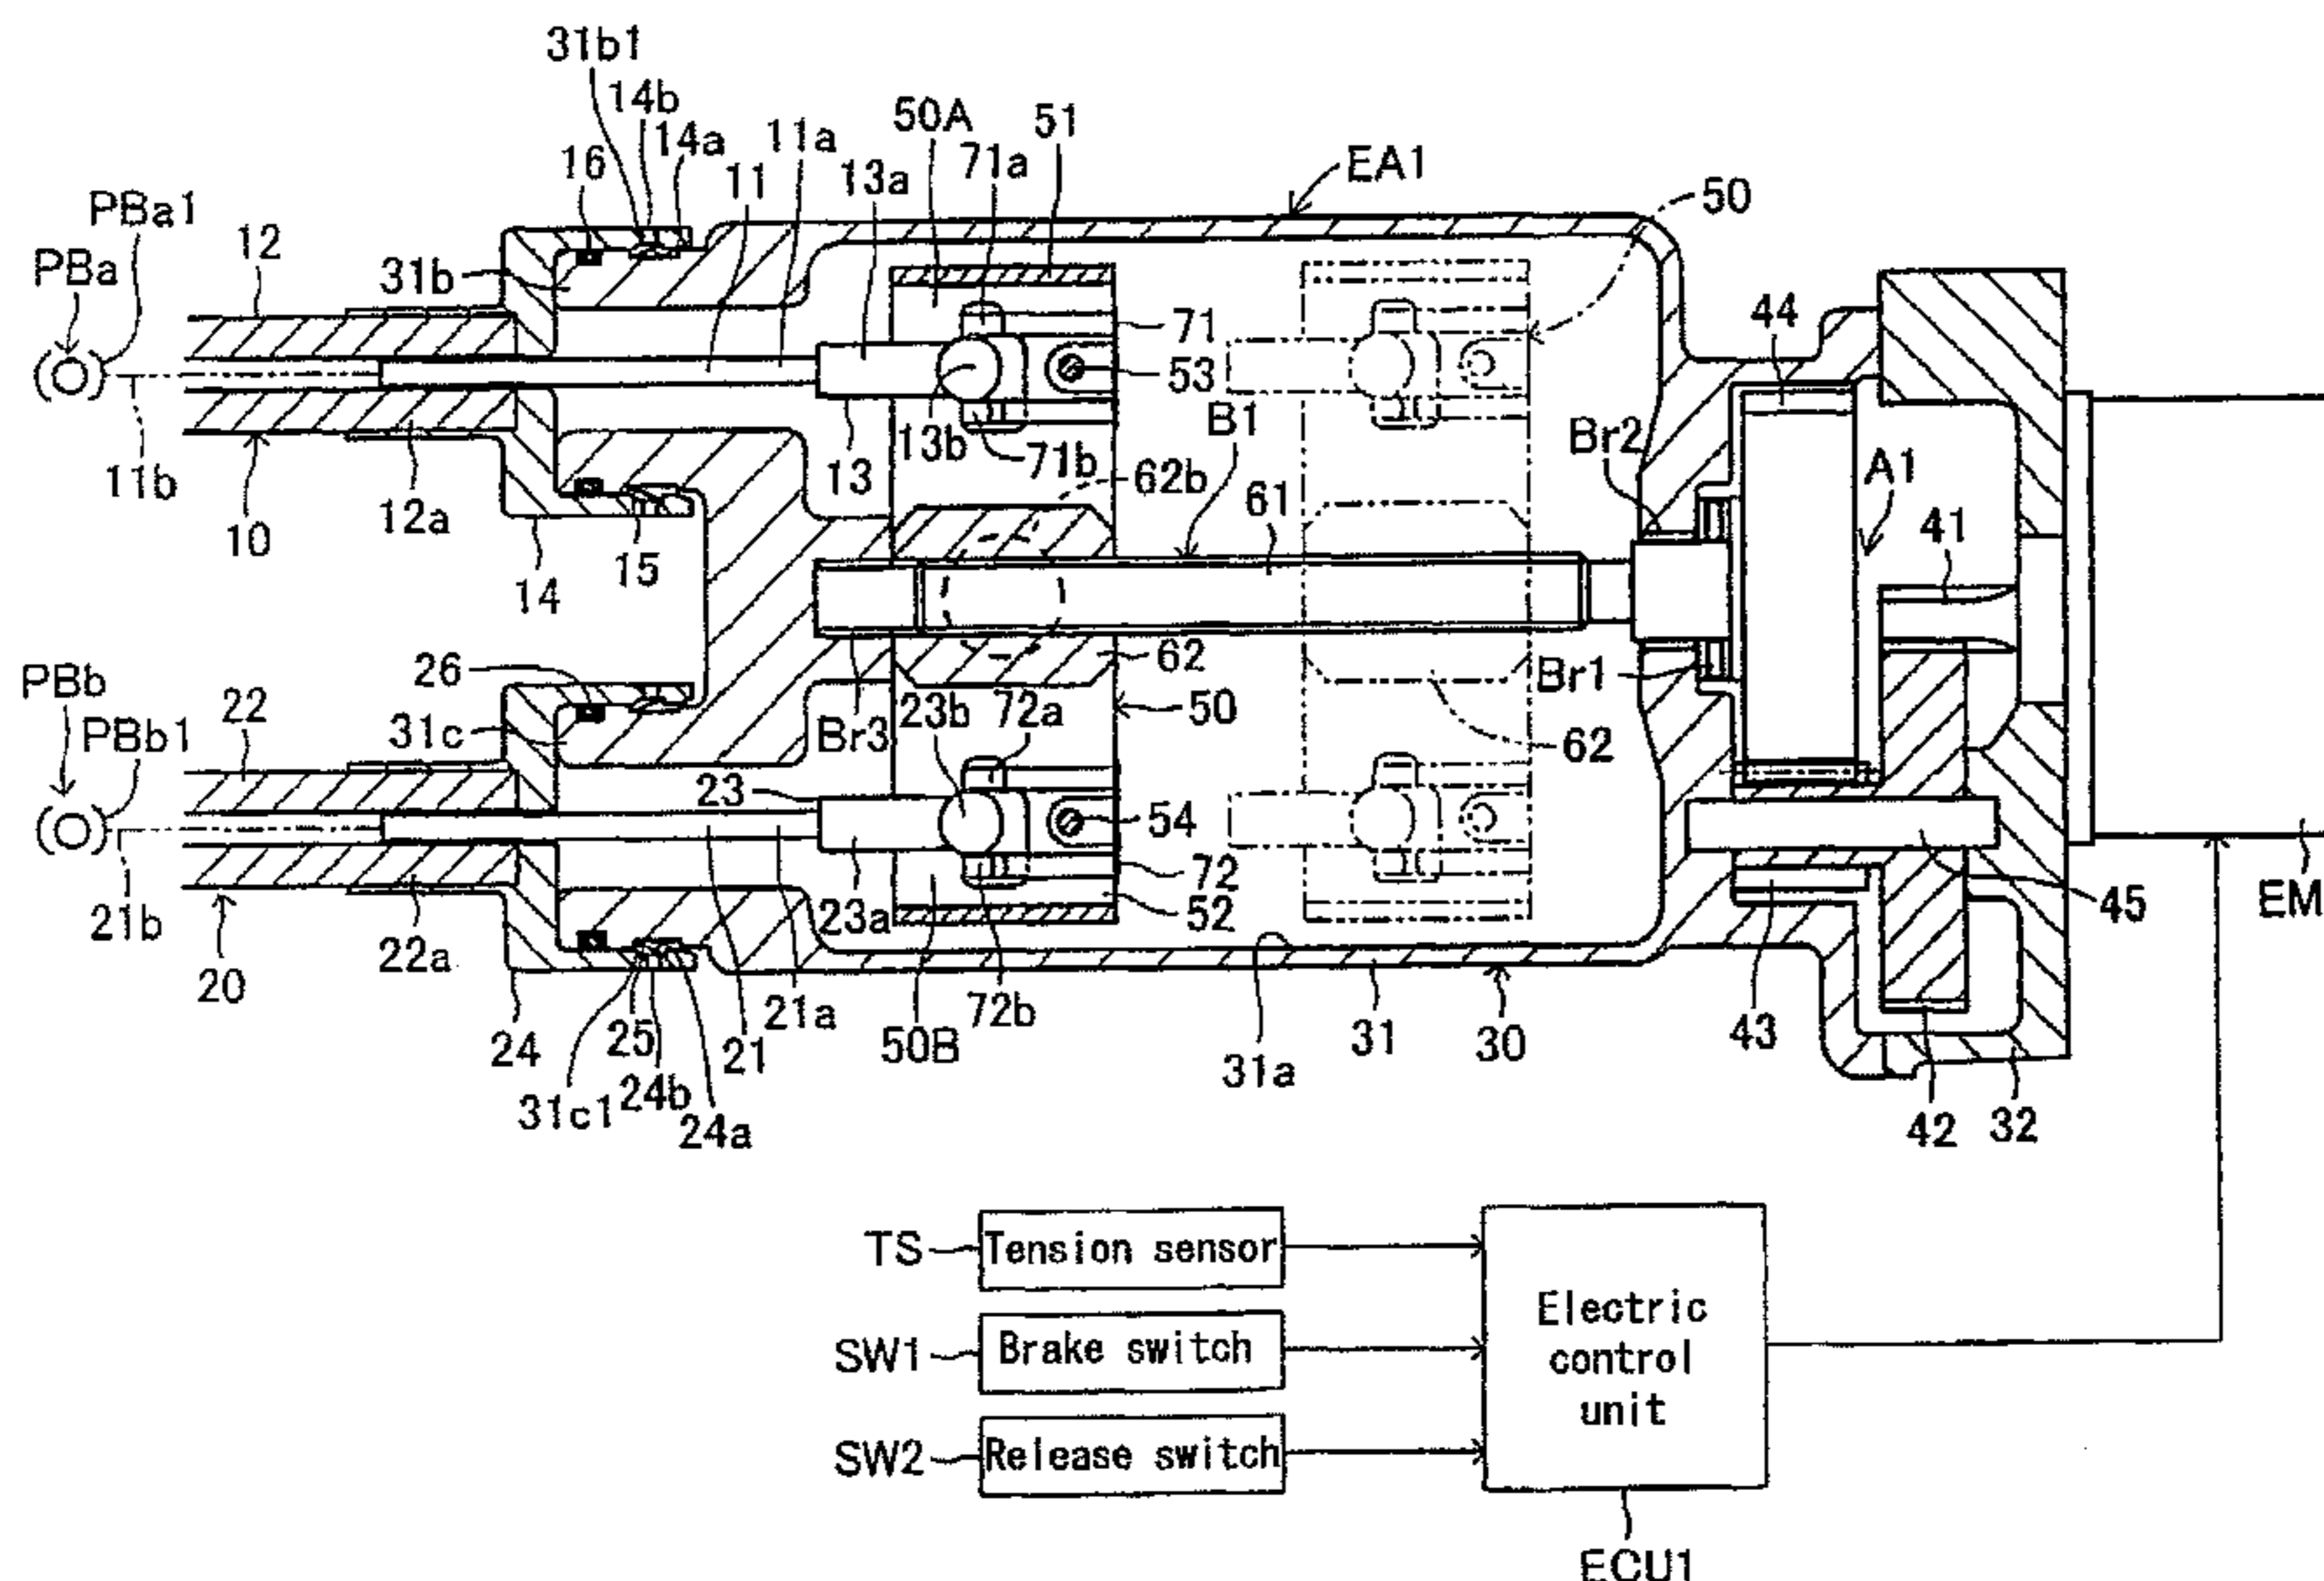 31b1
14b
14a
16
11
11a
13a
50A
71a
51
EA1
50
PBa1
PBa
12
31b
71
53
44
B1
Br2
A1
13b
71b
13
62b
61
41
11b
10
12a
14
15
26
62
Br1
PBb
PBb1
22
31c
Br3
23b
72a
50
62
23
54
72
52
45
EM
21b
20
22a
23a
24
25
21
21a
50B
72b
31a
31
30
43
31c1
24b
24a
42
32
TS
Tension sensor
SW1
Brake switch
SW2
Release switch
Electric
control
unit
ECU1